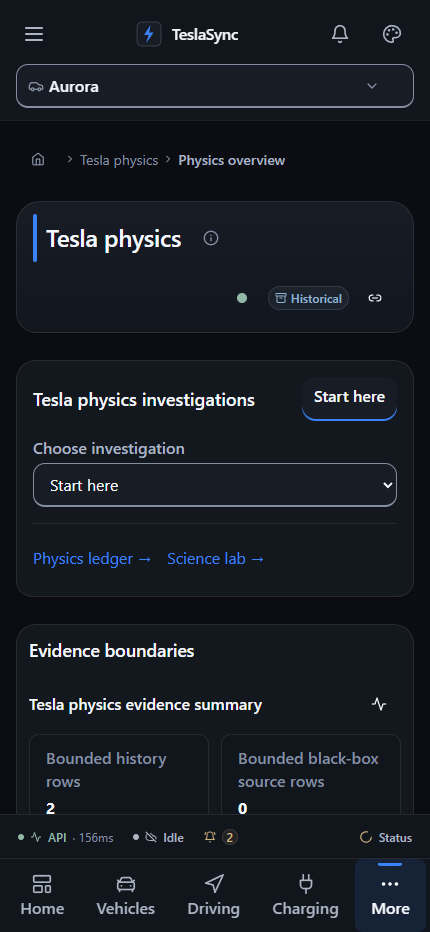 TeslaSync
Aurora
Tesla physics
Physics overview
Tesla physics
Historical
Tesla physics investigations
Start here
Choose investigation
Start here
Physics ledger →
Science lab →
Evidence boundaries
Tesla physics evidence summary
Bounded history
rows
2
Bounded black-box
source rows
0
API · 156ms
Idle
2
Status
Home
Vehicles
Driving
Charging
More